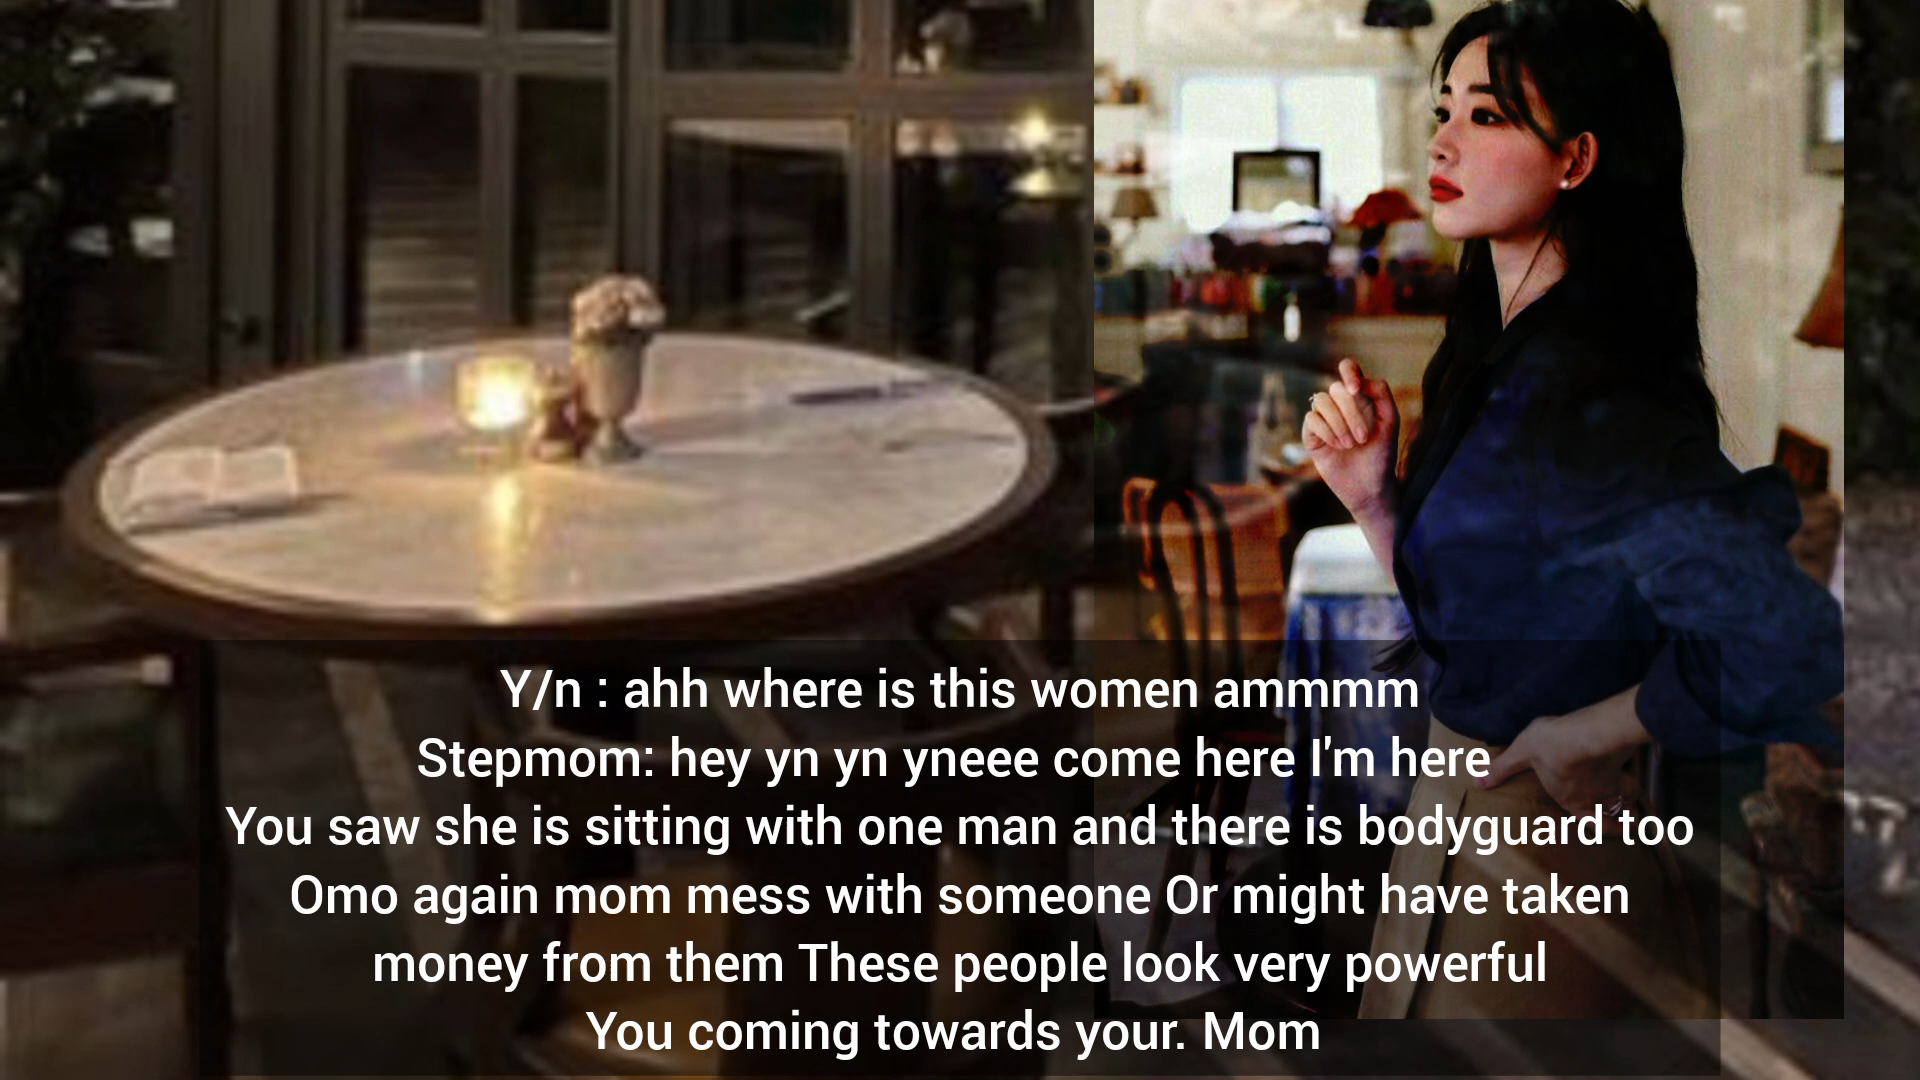 Y/n : ahh where is this women ammmm
Stepmom: hey yn yn yneee come here I'm here
You saw she is sitting with one man and there is bodyguard too
Omo again mom mess with someone Or might have taken
money from them These people look very powerful
You coming towards your. Mom